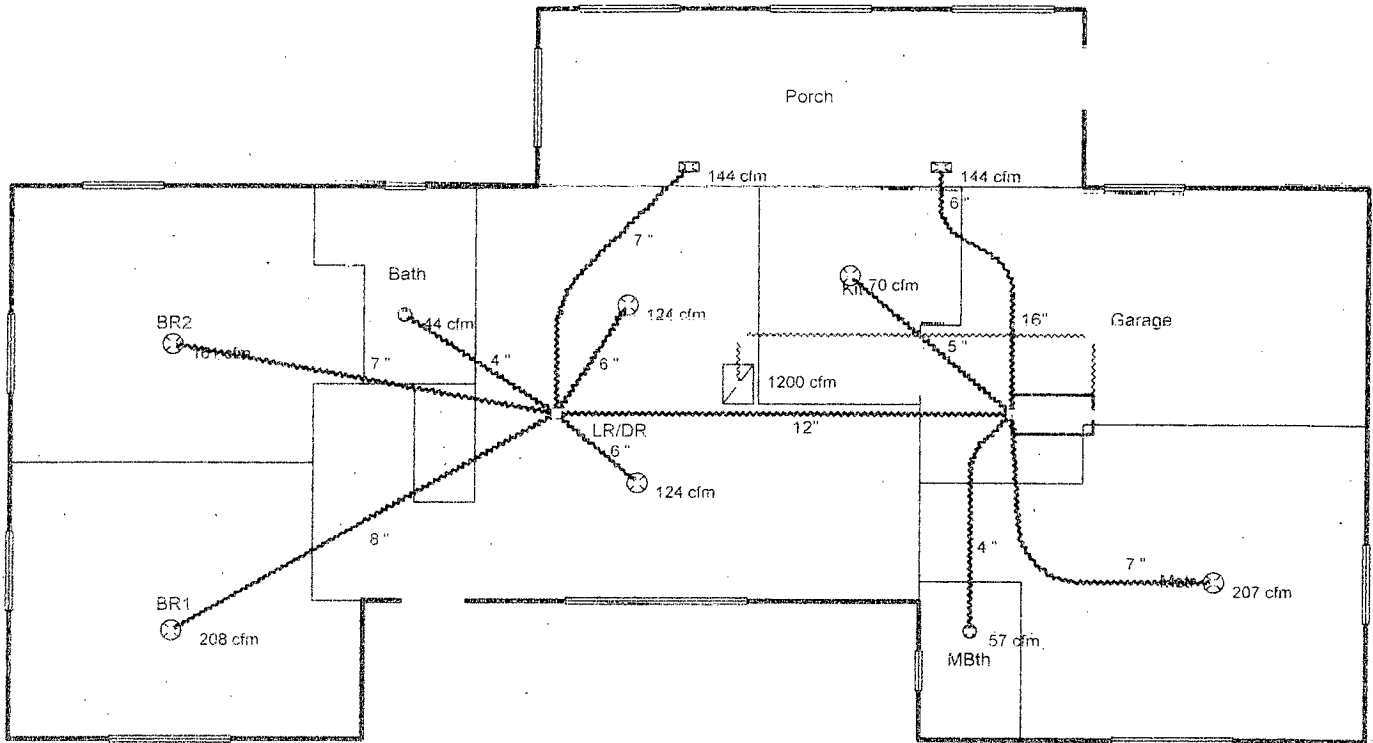 Porch
144 cfm
144 cfm
6 "
7 "
Bath
70 cfm
Kit
BR2
44 cfm
124 cfm
16"
Garage
7 "
4 "
6 "
5 "
1200 cfm
LR/DR
12"
6 "
124 cfm
8 "
4 "
7 "
207 cfm
BR1
208 cfm
57 cfm
MBth